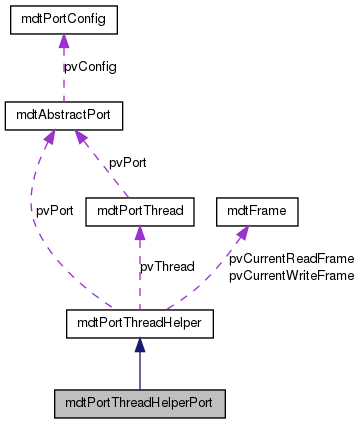 mdtPortConfig
pvConfig
mdtAbstractPort
pvPort
mdtPortThread
mdtFrame
pvPort
pvThread
pvCurrentReadFrame
pvCurrentWriteFrame
mdtPortThreadHelper
mdtPortThreadHelperPort